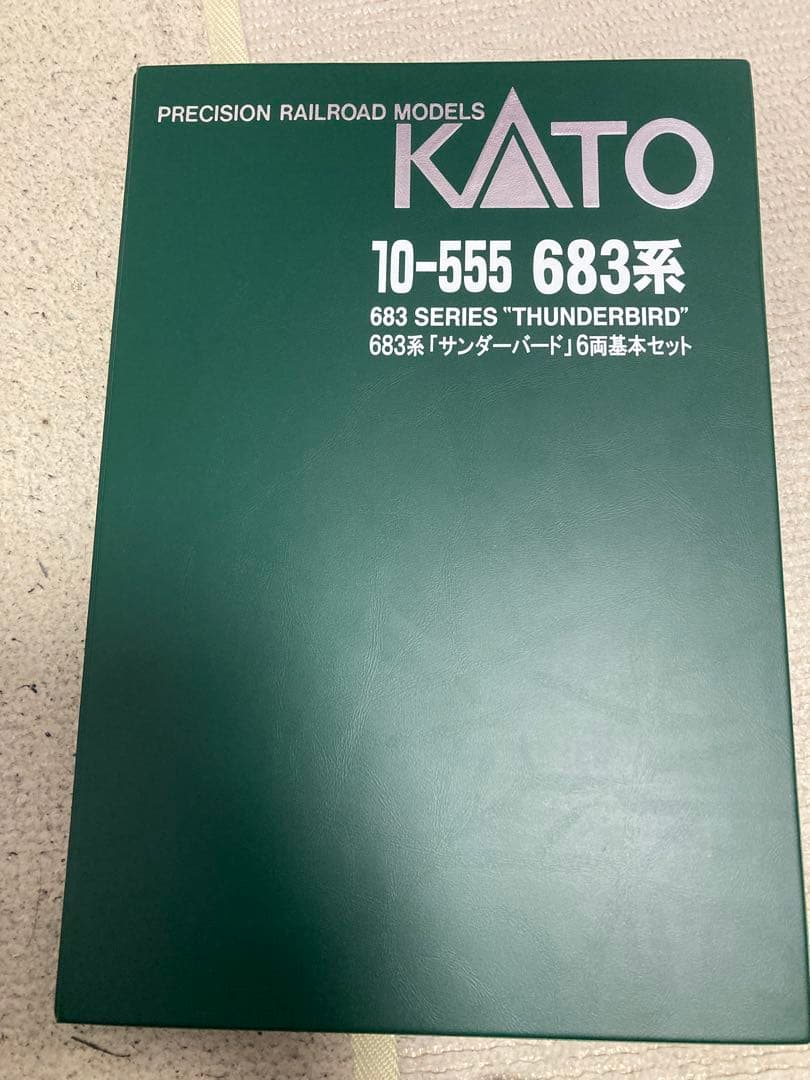 PRECISION RAILROAD MODELS
KATO
10-555 683系
683 SERIES "THUNDERBIRD"
683系「サンダーバード」6両基本セット